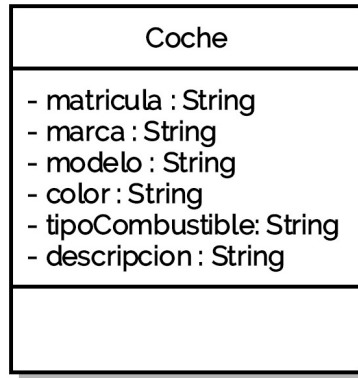 Coche
- matricula : String
- marca : String
- modelo : String
- color : String
- tipoCombustible: String
- descripcion : String